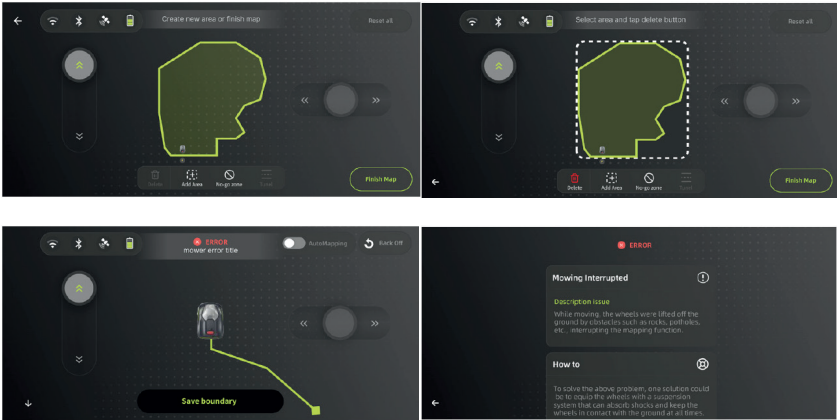 Create new area or finish map
Reset all
Delete
Add Area
No-go zone
Finish Map
Select area and tap delete button
Reset all
Delete
Add Area
No-go zone
Finish Map
ERROR
mower error title
AutoMapping
Back Off
Save boundary
ERROR
Mowing Interrupted
Description issue
While moving, the wheels were lifted off the
ground by obstacles such as rocks, potholes,
etc., interrupting the mapping function.
How to
To solve the above problem, one solution could
be to equip the wheels with a suspension
system that can absorb shocks and keep the
wheels in contact with the ground at all times.